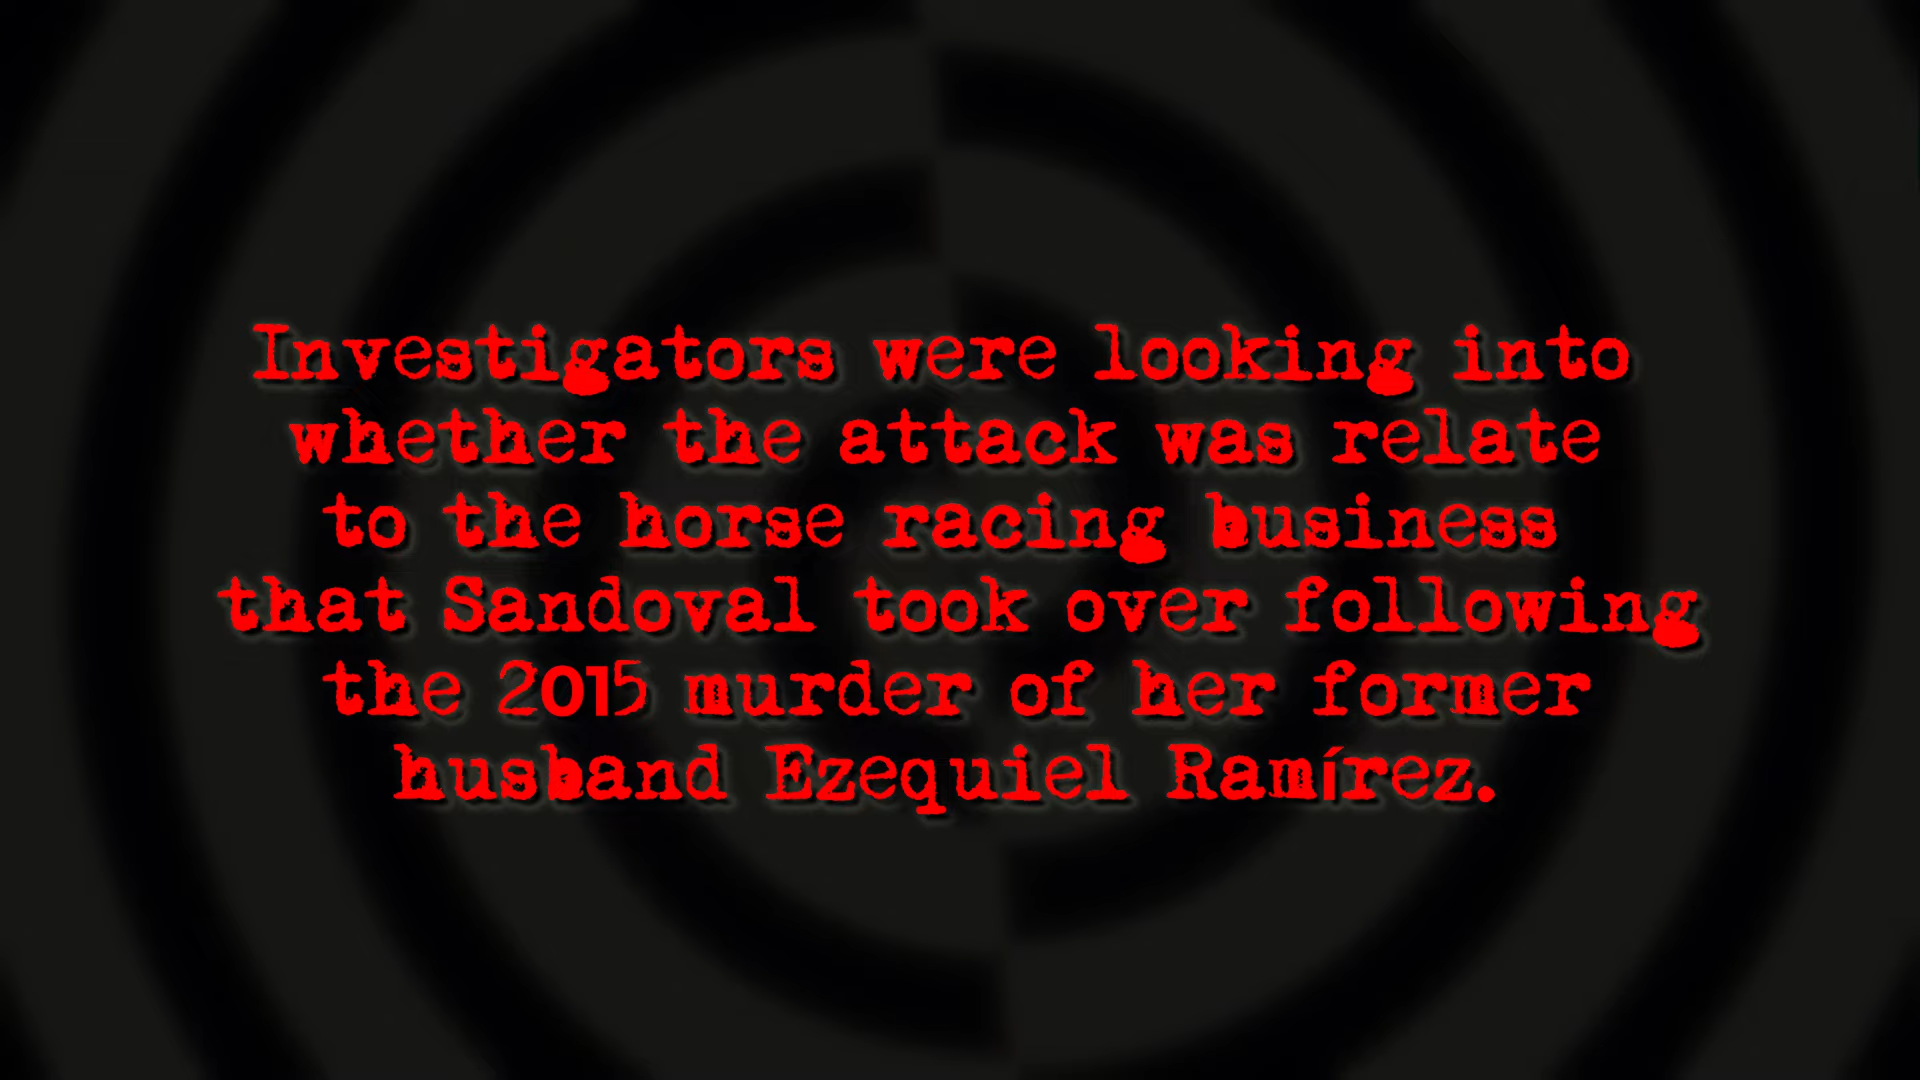 Investigators were looking into
whether the attack was relate
to the horse racing business
that Sandoval took over following
the 2015 murder of her former
husband Ezequiel Ramírez.